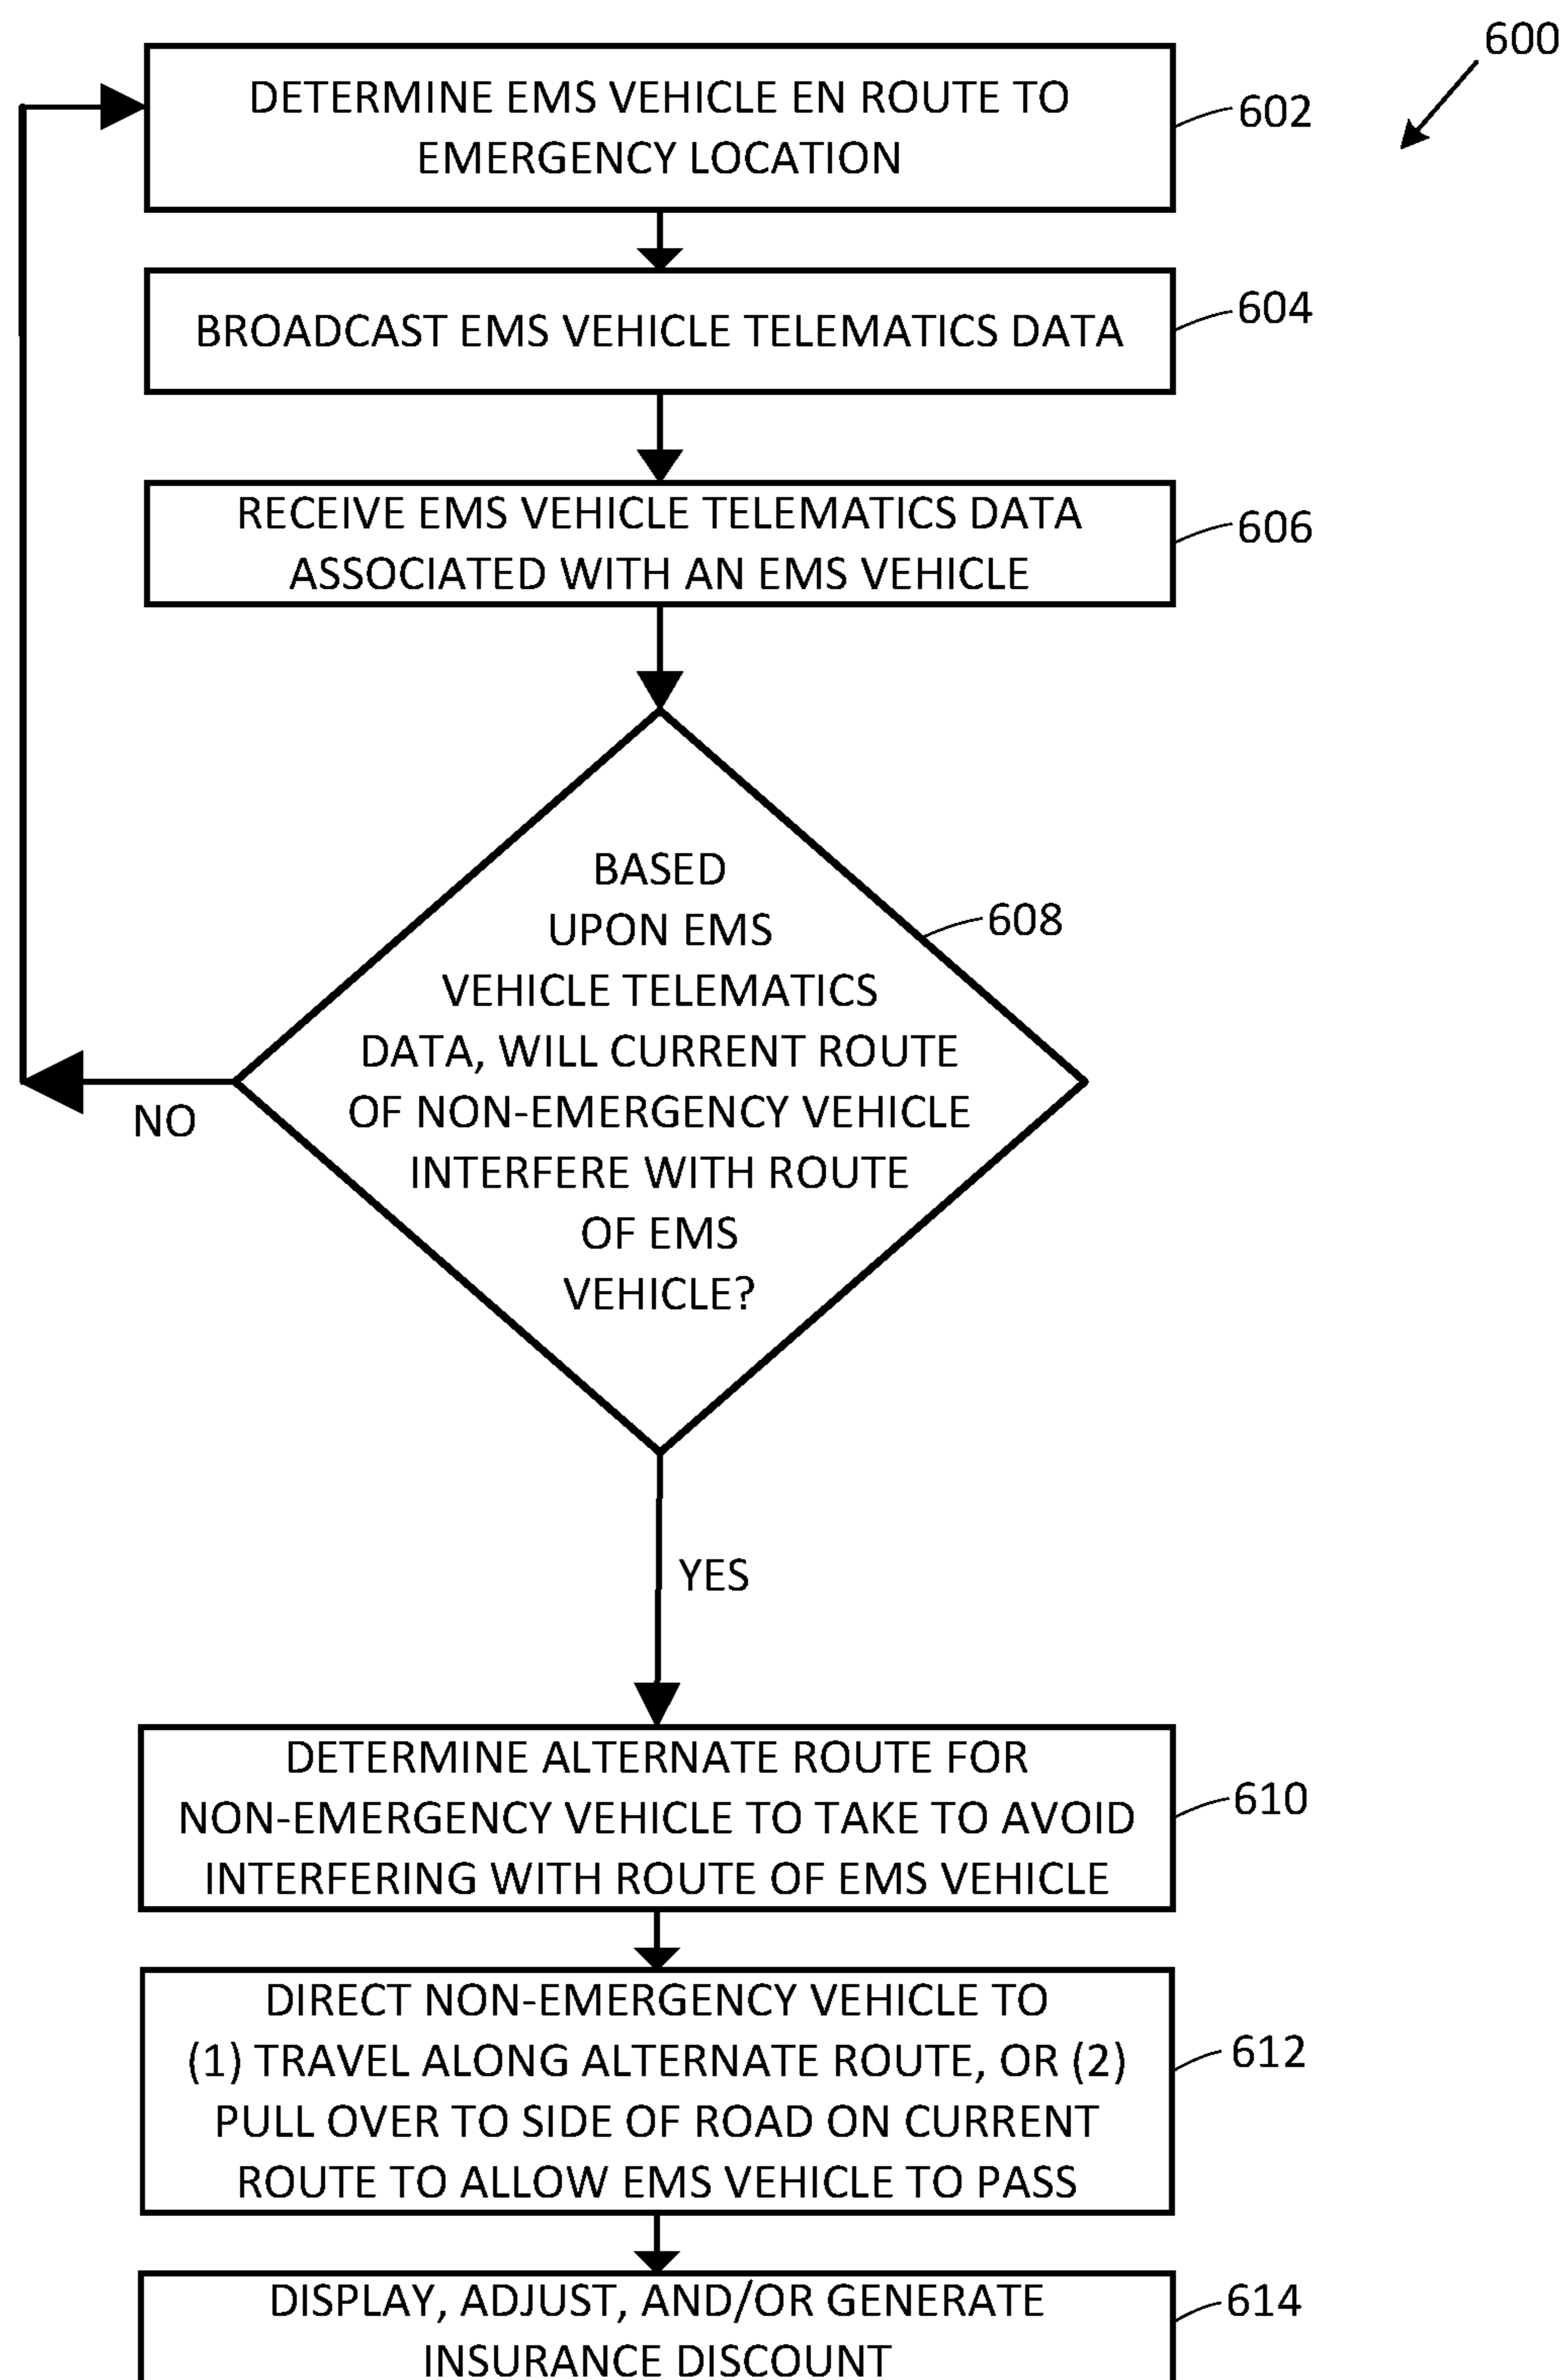 600
DETERMINE EMS VEHICLE EN ROUTE TO
EMERGENCY LOCATION
602
BROADCAST EMS VEHICLE TELEMATICS DATA
604
RECEIVE EMS VEHICLE TELEMATICS DATA
ASSOCIATED WITH AN EMS VEHICLE
606
BASED
UPON EMS
VEHICLE TELEMATICS
DATA, WILL CURRENT ROUTE
OF NON-EMERGENCY VEHICLE
INTERFERE WITH ROUTE
OF EMS
VEHICLE?
608
NO
YES
DETERMINE ALTERNATE ROUTE FOR
NON-EMERGENCY VEHICLE TO TAKE TO AVOID
INTERFERING WITH ROUTE OF EMS VEHICLE
610
DIRECT NON-EMERGENCY VEHICLE TO
(1) TRAVEL ALONG ALTERNATE ROUTE, OR (2)
PULL OVER TO SIDE OF ROAD ON CURRENT
ROUTE TO ALLOW EMS VEHICLE TO PASS
612
DISPLAY, ADJUST, AND/OR GENERATE
INSURANCE DISCOUNT
614